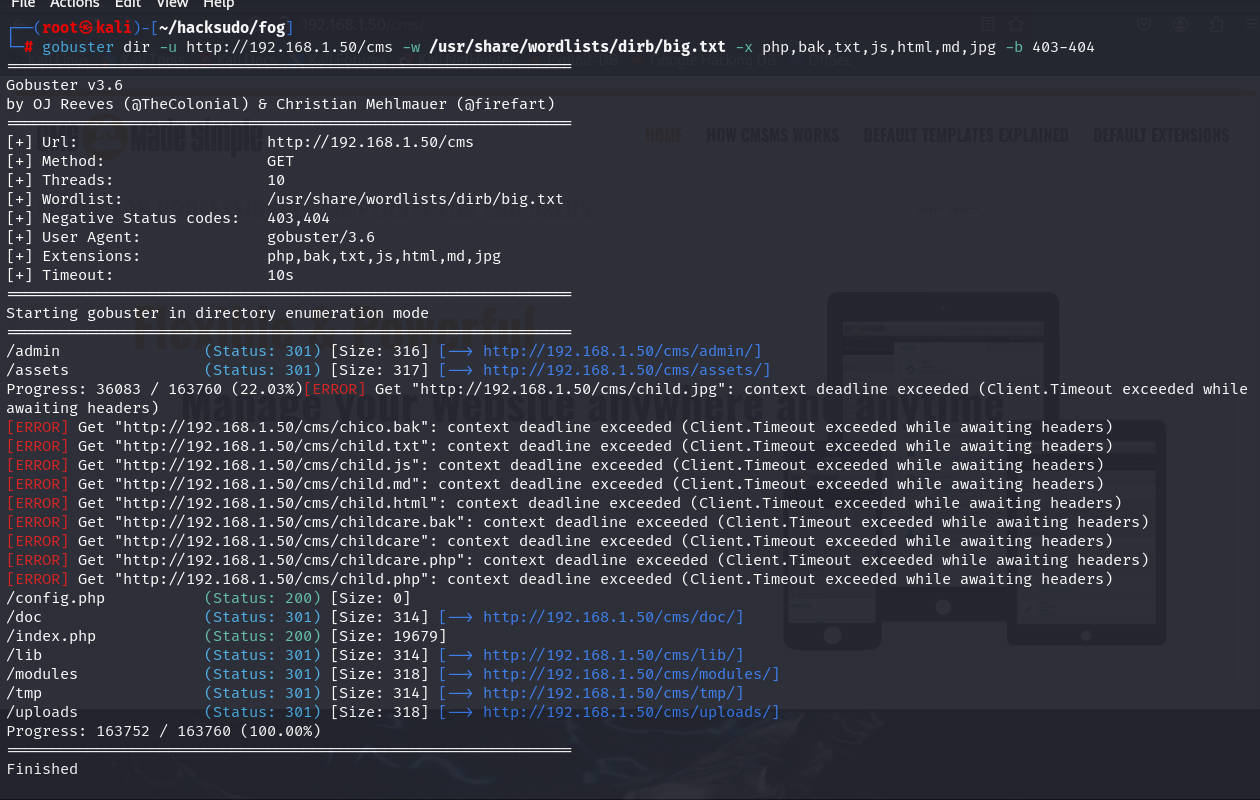 File Actions Edit View Help
┌──(root㉿kali)-[~/hacksudo/fog]
└─# gobuster dir -u http://192.168.1.50/cms -w /usr/share/wordlists/dirb/big.txt -x php,bak,txt,js,html,md,jpg -b 403-404
===============================================================
Gobuster v3.6
by OJ Reeves (@TheColonial) & Christian Mehlmauer (@firefart)
===============================================================
[+] Url:                     http://192.168.1.50/cms
[+] Method:                  GET
[+] Threads:                 10
[+] Wordlist:                /usr/share/wordlists/dirb/big.txt
[+] Negative Status codes:   403,404
[+] User Agent:              gobuster/3.6
[+] Extensions:              php,bak,txt,js,html,md,jpg
[+] Timeout:                 10s
===============================================================
Starting gobuster in directory enumeration mode
===============================================================
/admin                (Status: 301) [Size: 316] [--> http://192.168.1.50/cms/admin/]
/assets               (Status: 301) [Size: 317] [--> http://192.168.1.50/cms/assets/]
Progress: 36083 / 163760 (22.03%)[ERROR] Get "http://192.168.1.50/cms/child.jpg": context deadline exceeded (Client.Timeout exceeded while
awaiting headers)
[ERROR] Get "http://192.168.1.50/cms/chico.bak": context deadline exceeded (Client.Timeout exceeded while awaiting headers)
[ERROR] Get "http://192.168.1.50/cms/child.txt": context deadline exceeded (Client.Timeout exceeded while awaiting headers)
[ERROR] Get "http://192.168.1.50/cms/child.js": context deadline exceeded (Client.Timeout exceeded while awaiting headers)
[ERROR] Get "http://192.168.1.50/cms/child.md": context deadline exceeded (Client.Timeout exceeded while awaiting headers)
[ERROR] Get "http://192.168.1.50/cms/child.html": context deadline exceeded (Client.Timeout exceeded while awaiting headers)
[ERROR] Get "http://192.168.1.50/cms/childcare.bak": context deadline exceeded (Client.Timeout exceeded while awaiting headers)
[ERROR] Get "http://192.168.1.50/cms/childcare": context deadline exceeded (Client.Timeout exceeded while awaiting headers)
[ERROR] Get "http://192.168.1.50/cms/childcare.php": context deadline exceeded (Client.Timeout exceeded while awaiting headers)
[ERROR] Get "http://192.168.1.50/cms/child.php": context deadline exceeded (Client.Timeout exceeded while awaiting headers)
/config.php           (Status: 200) [Size: 0]
/doc                  (Status: 301) [Size: 314] [--> http://192.168.1.50/cms/doc/]
/index.php            (Status: 200) [Size: 19679]
/lib                  (Status: 301) [Size: 314] [--> http://192.168.1.50/cms/lib/]
/modules              (Status: 301) [Size: 318] [--> http://192.168.1.50/cms/modules/]
/tmp                  (Status: 301) [Size: 314] [--> http://192.168.1.50/cms/tmp/]
/uploads              (Status: 301) [Size: 318] [--> http://192.168.1.50/cms/uploads/]
Progress: 163752 / 163760 (100.00%)
===============================================================
Finished
192.168.1.50/cms/
Made simple
HOME HOW CMSMS WORKS DEFAULT TEMPLATES EXPLAINED DEFAULT EXTENSIONS